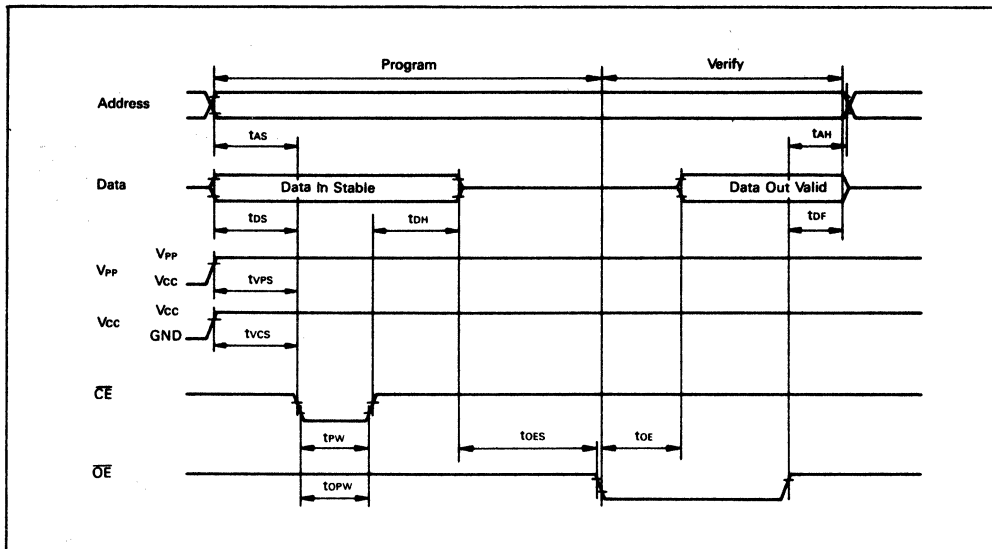 Program Verify
Address
tAS tAH
Data Data In Stable Data Out Valid
tDS tDH tDF
VPP
VPP
VCC tVPS
VCC
VCC
GND tVCS
CE
tPW tOES tOE
OE
tOPW